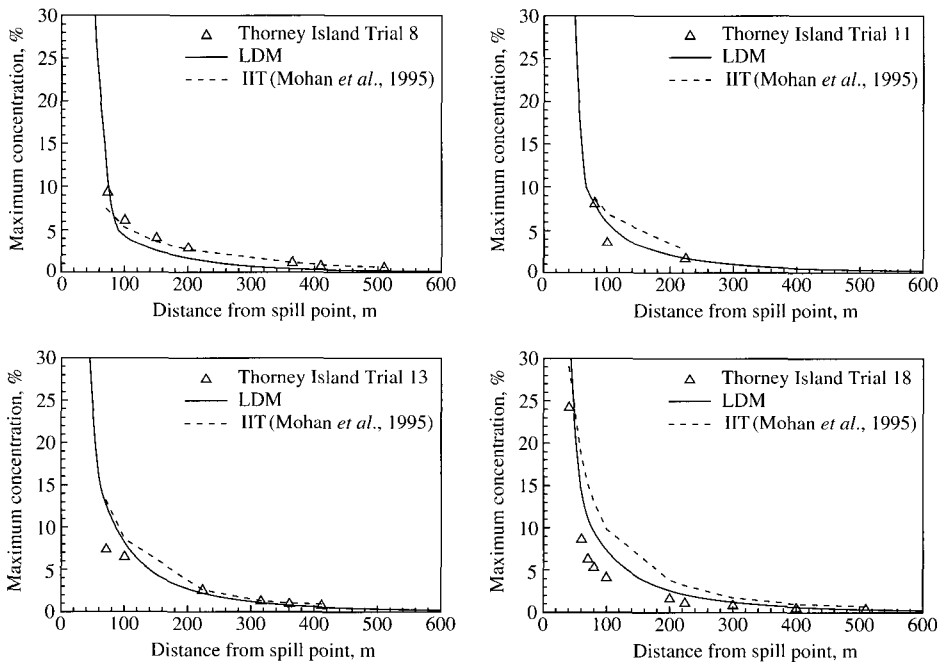 Maximum concentration, %
30
25
20
15
10
5
0
Thorney Island Trial 8
LDM
IIT (Mohan et al., 1995)
0 100 200 300 400 500 600
Distance from spill point, m
Maximum concentration, %
30
25
20
15
10
5
0
Thorney Island Trial 11
LDM
IIT (Mohan et al., 1995)
0 100 200 300 400 500 600
Distance from spill point, m
Maximum concentration, %
30
25
20
15
10
5
0
Thorney Island Trial 13
LDM
IIT (Mohan et al., 1995)
0 100 200 300 400 500 600
Distance from spill point, m
Maximum concentration, %
30
25
20
15
10
5
0
Thorney Island Trial 18
LDM
IIT (Mohan et al., 1995)
0 100 200 300 400 500 600
Distance from spill point, m